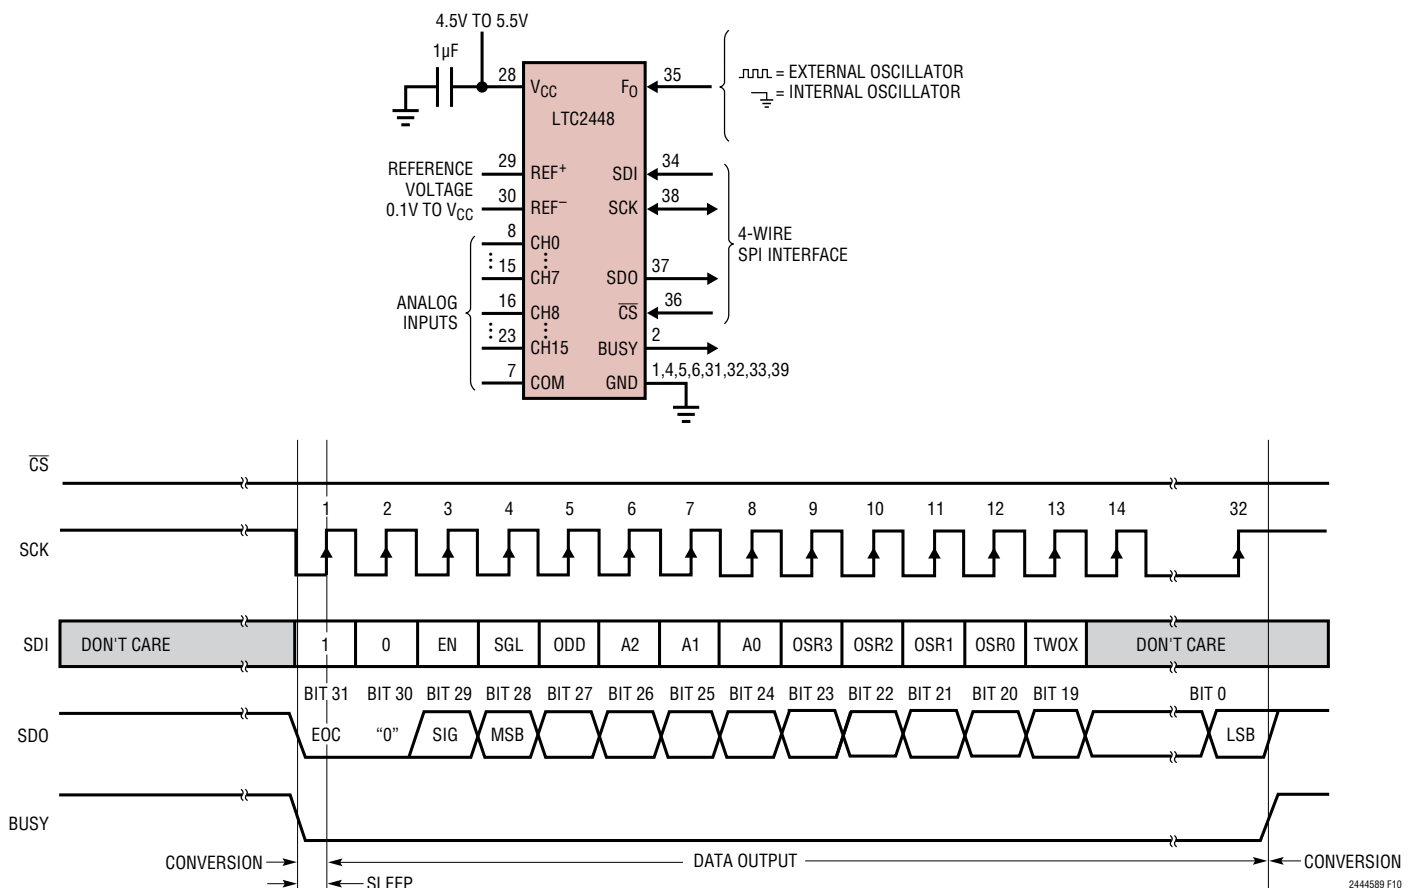 4.5V TO 5.5V
1µF
28
VCC
FO
35
= EXTERNAL OSCILLATOR
= INTERNAL OSCILLATOR
LTC2448
REFERENCE
VOLTAGE
0.1V TO VCC
29
REF+
SDI
34
30
REF–
SCK
38
4-WIRE
SPI INTERFACE
ANALOG
INPUTS
8
CH0
15
CH7
SDO
37
16
CH8
CS
36
23
CH15
BUSY
2
7
COM
GND
1,4,5,6,31,32,33,39
CS
1 2 3 4 5 6 7 8 9 10 11 12 13 14 32
SCK
SDI DON'T CARE 1 0 EN SGL ODD A2 A1 A0 OSR3 OSR2 OSR1 OSR0 TWOX DON'T CARE
BIT 31 BIT 30 BIT 29 BIT 28 BIT 27 BIT 26 BIT 25 BIT 24 BIT 23 BIT 22 BIT 21 BIT 20 BIT 19 BIT 0
SDO EOC “0” SIG MSB LSB
BUSY
CONVERSION DATA OUTPUT CONVERSION
SLEEP
2444589 F10